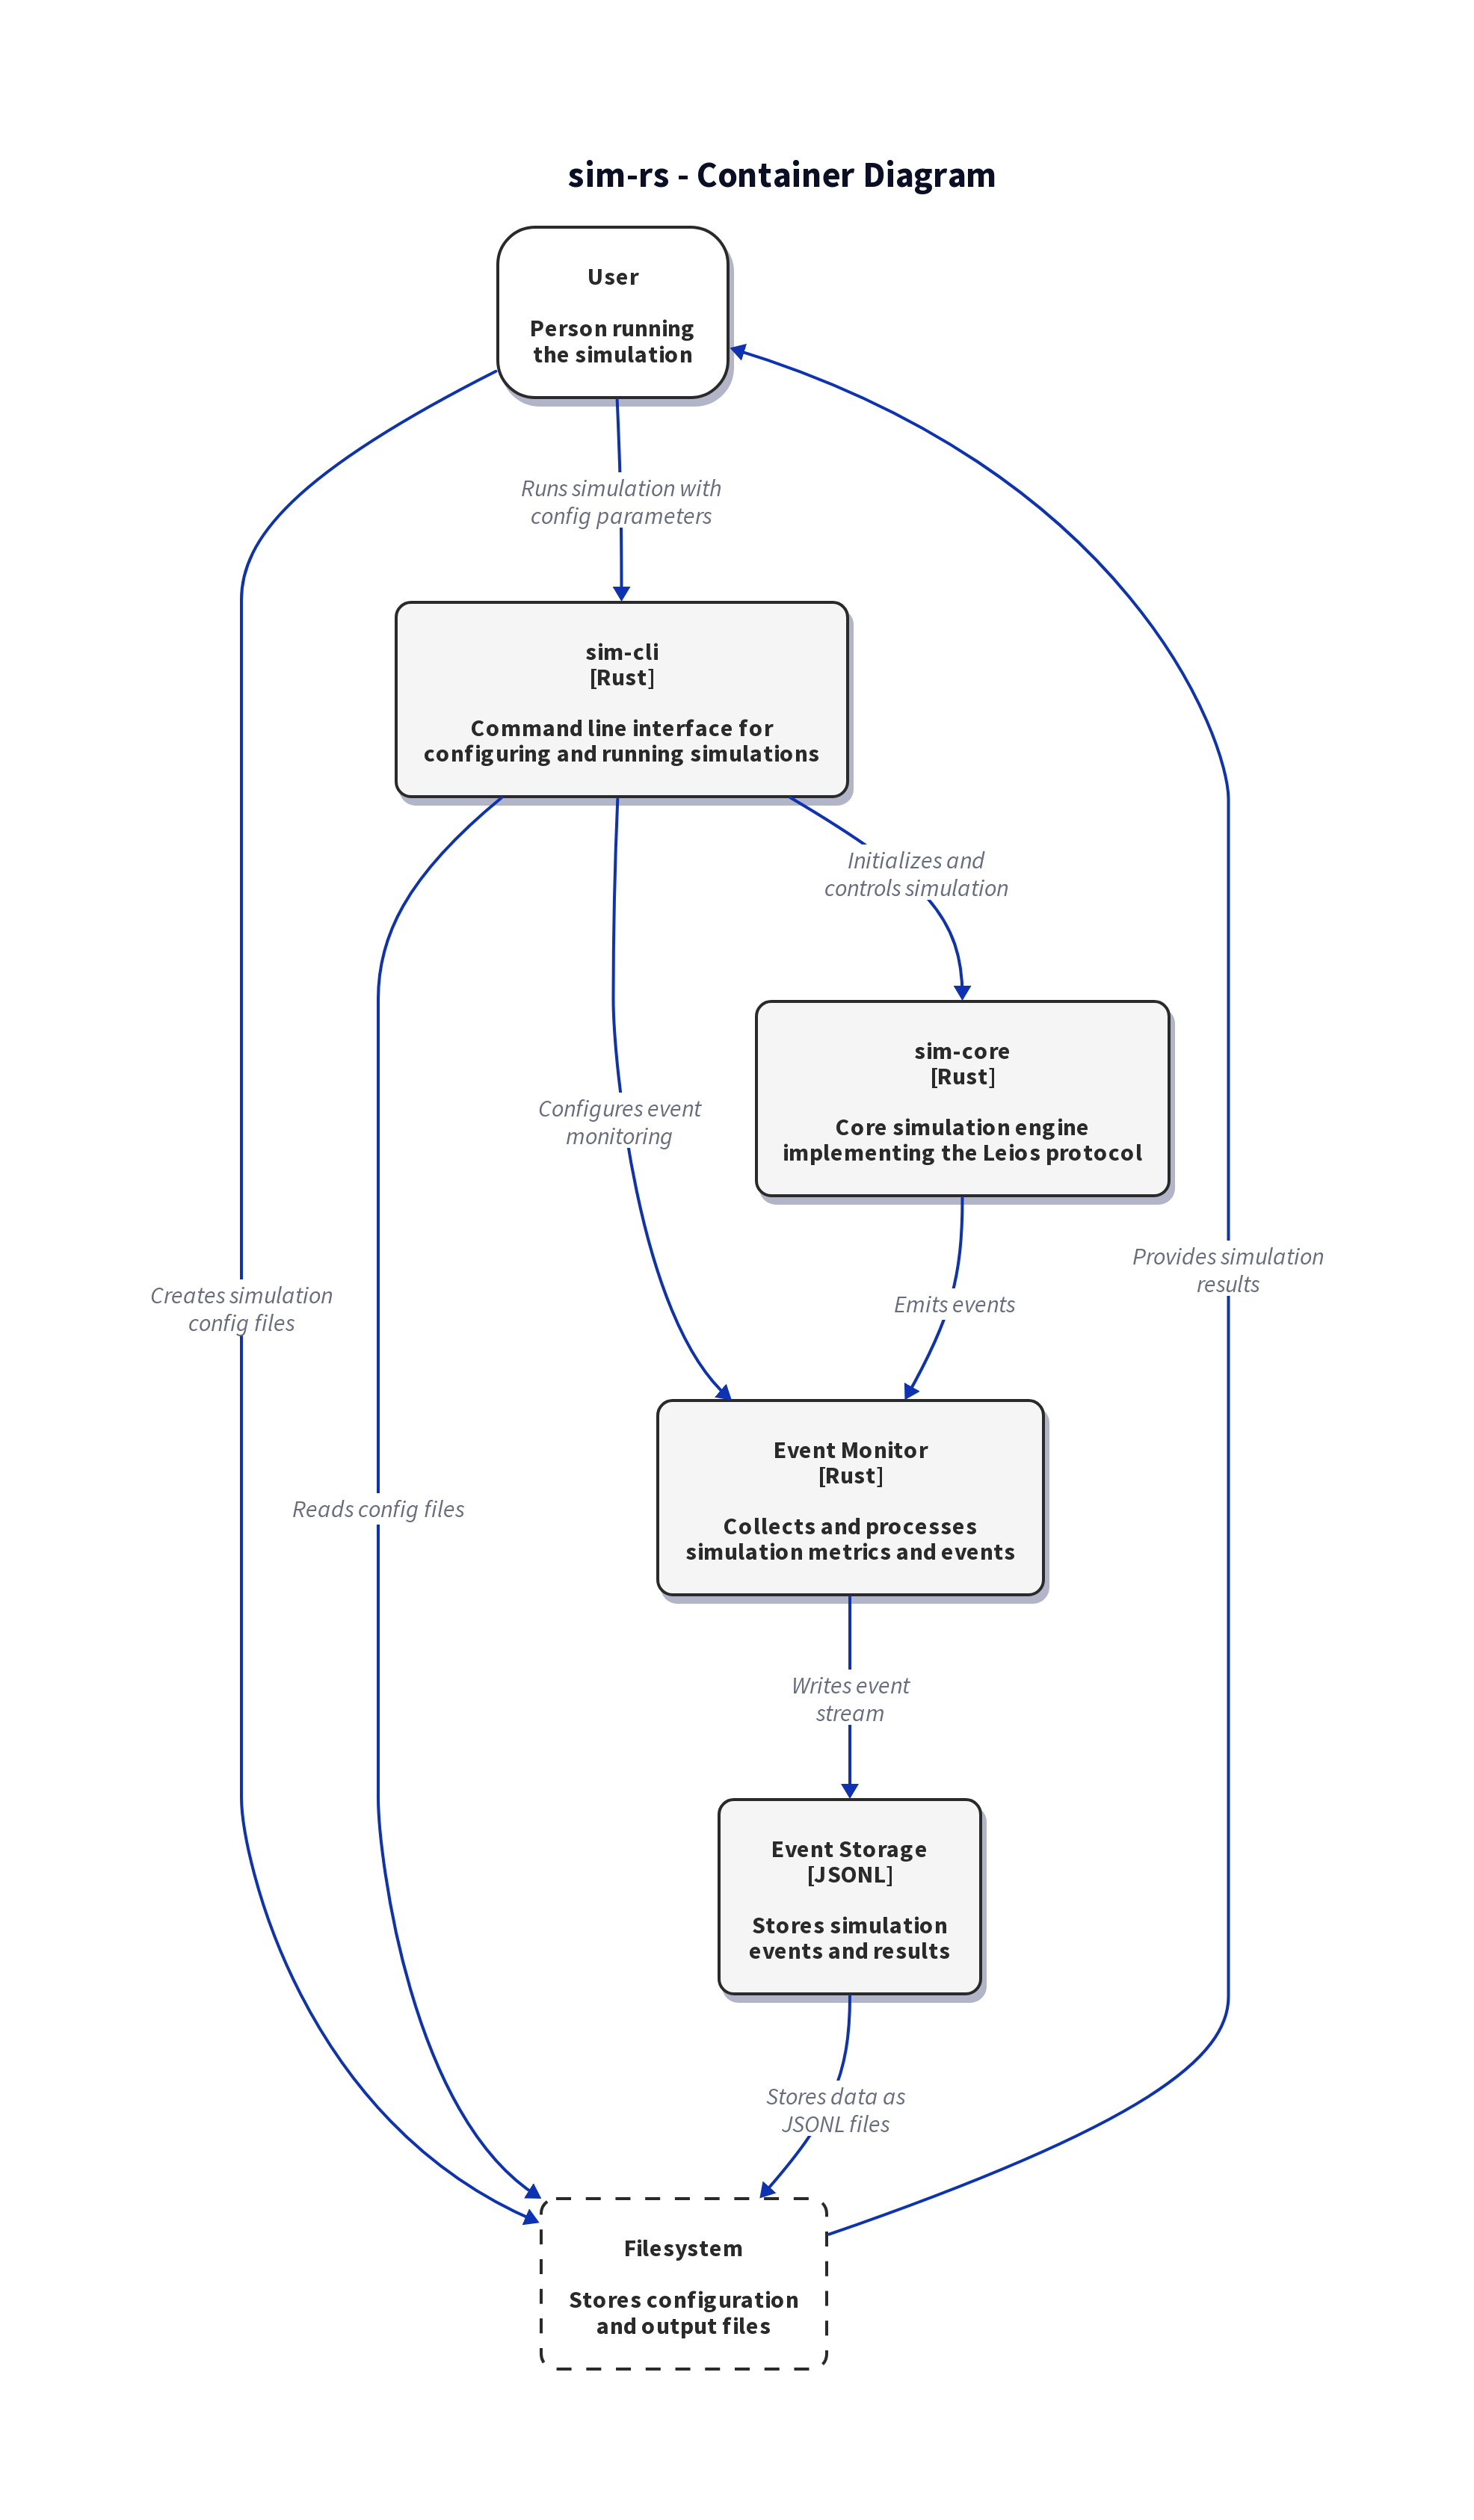 sim-rs - Container Diagram
User
Person running
the simulation
Runs simulation with
config parameters
sim-cli
[Rust]
Command line interface for
configuring and running simulations
Initializes and
controls simulation
sim-core
[Rust]
Core simulation engine
implementing the Leios protocol
Configures event
monitoring
Provides simulation
results
Creates simulation
config files
Emits events
Event Monitor
[Rust]
Collects and processes
simulation metrics and events
Reads config files
Writes event
stream
Event Storage
[JSONL]
Stores simulation
events and results
Stores data as
JSONL files
Filesystem
Stores configuration
and output files